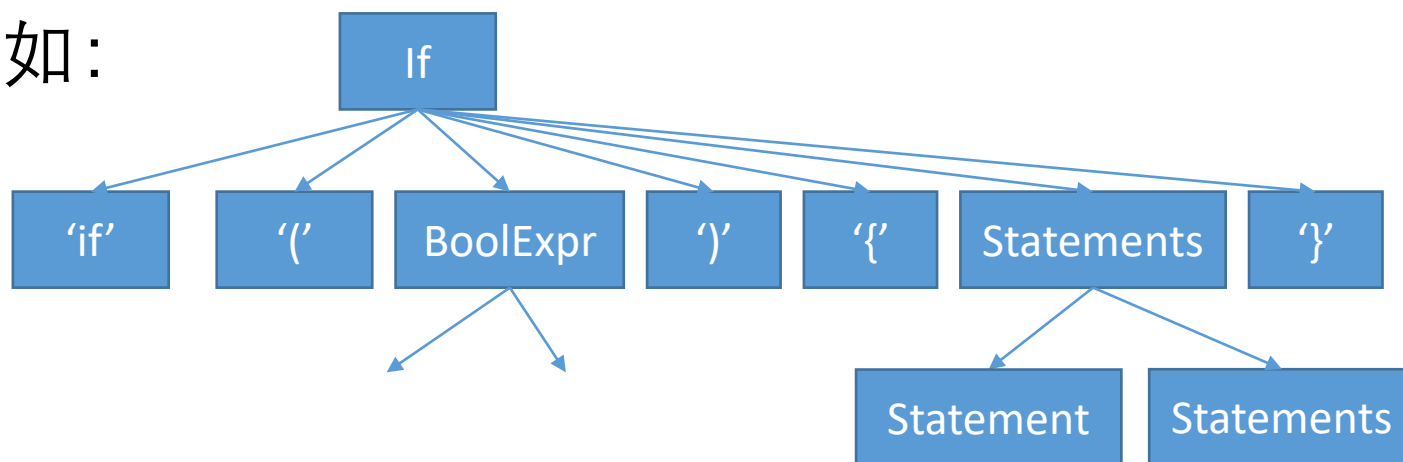 如：
If
‘if’
‘(’
BoolExpr
‘)’
‘{’
Statements
‘}’
Statement
Statements